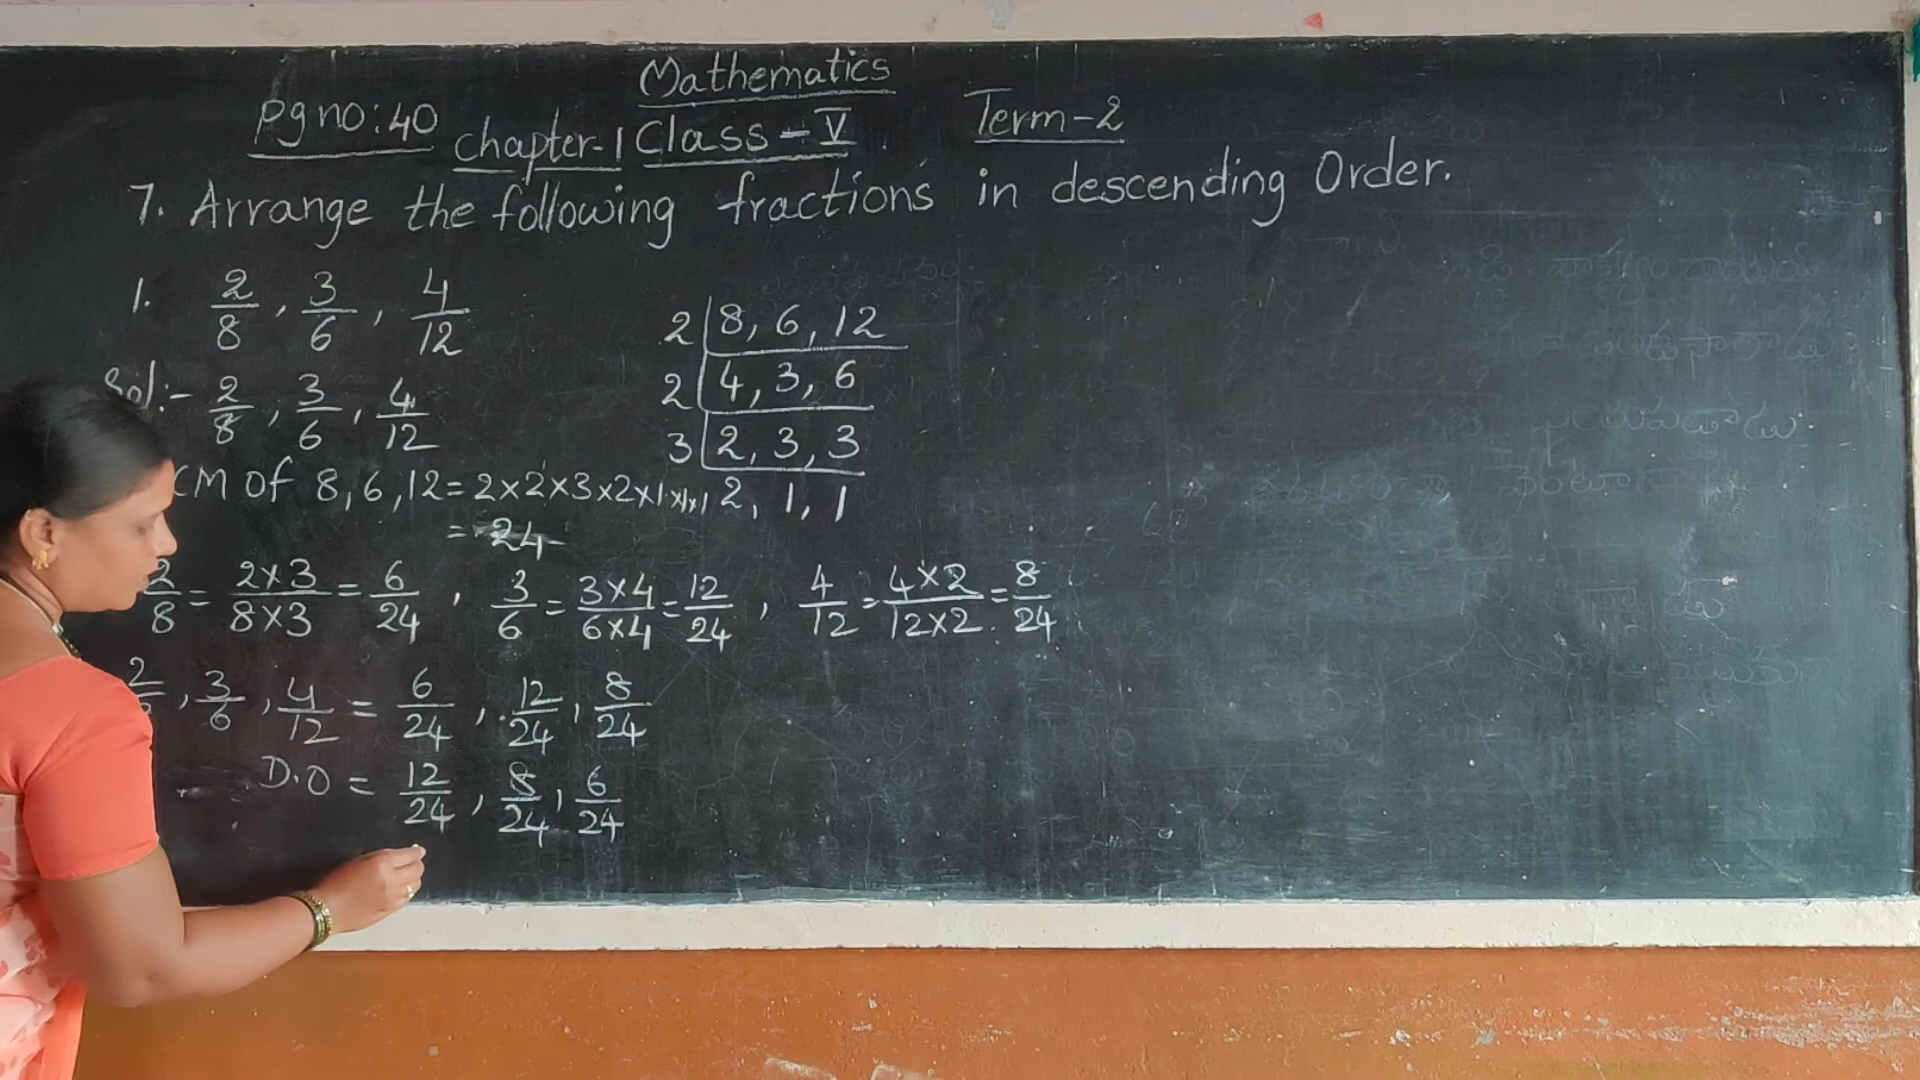 Mathematics
pg no: 40 Chapter-1 Class - V Term-2
7. Arrange the following fractions in descending Order.
1. 2/8, 3/6, 4/12
Sol:- 2/8, 3/6, 4/12
2 | 8, 6, 12
2 | 4, 3, 6
3 | 2, 3, 3
2, 1, 1
CM of 8, 6, 12 = 2×2×3×2×1×1×1
= 24
2/8 = 2×3/8×3 = 6/24, 3/6 = 3×4/6×4 = 12/24, 4/12 = 4×2/12×2 = 8/24
2/8, 3/6, 4/12 = 6/24, 12/24, 8/24
D.O = 12/24, 8/24, 6/24